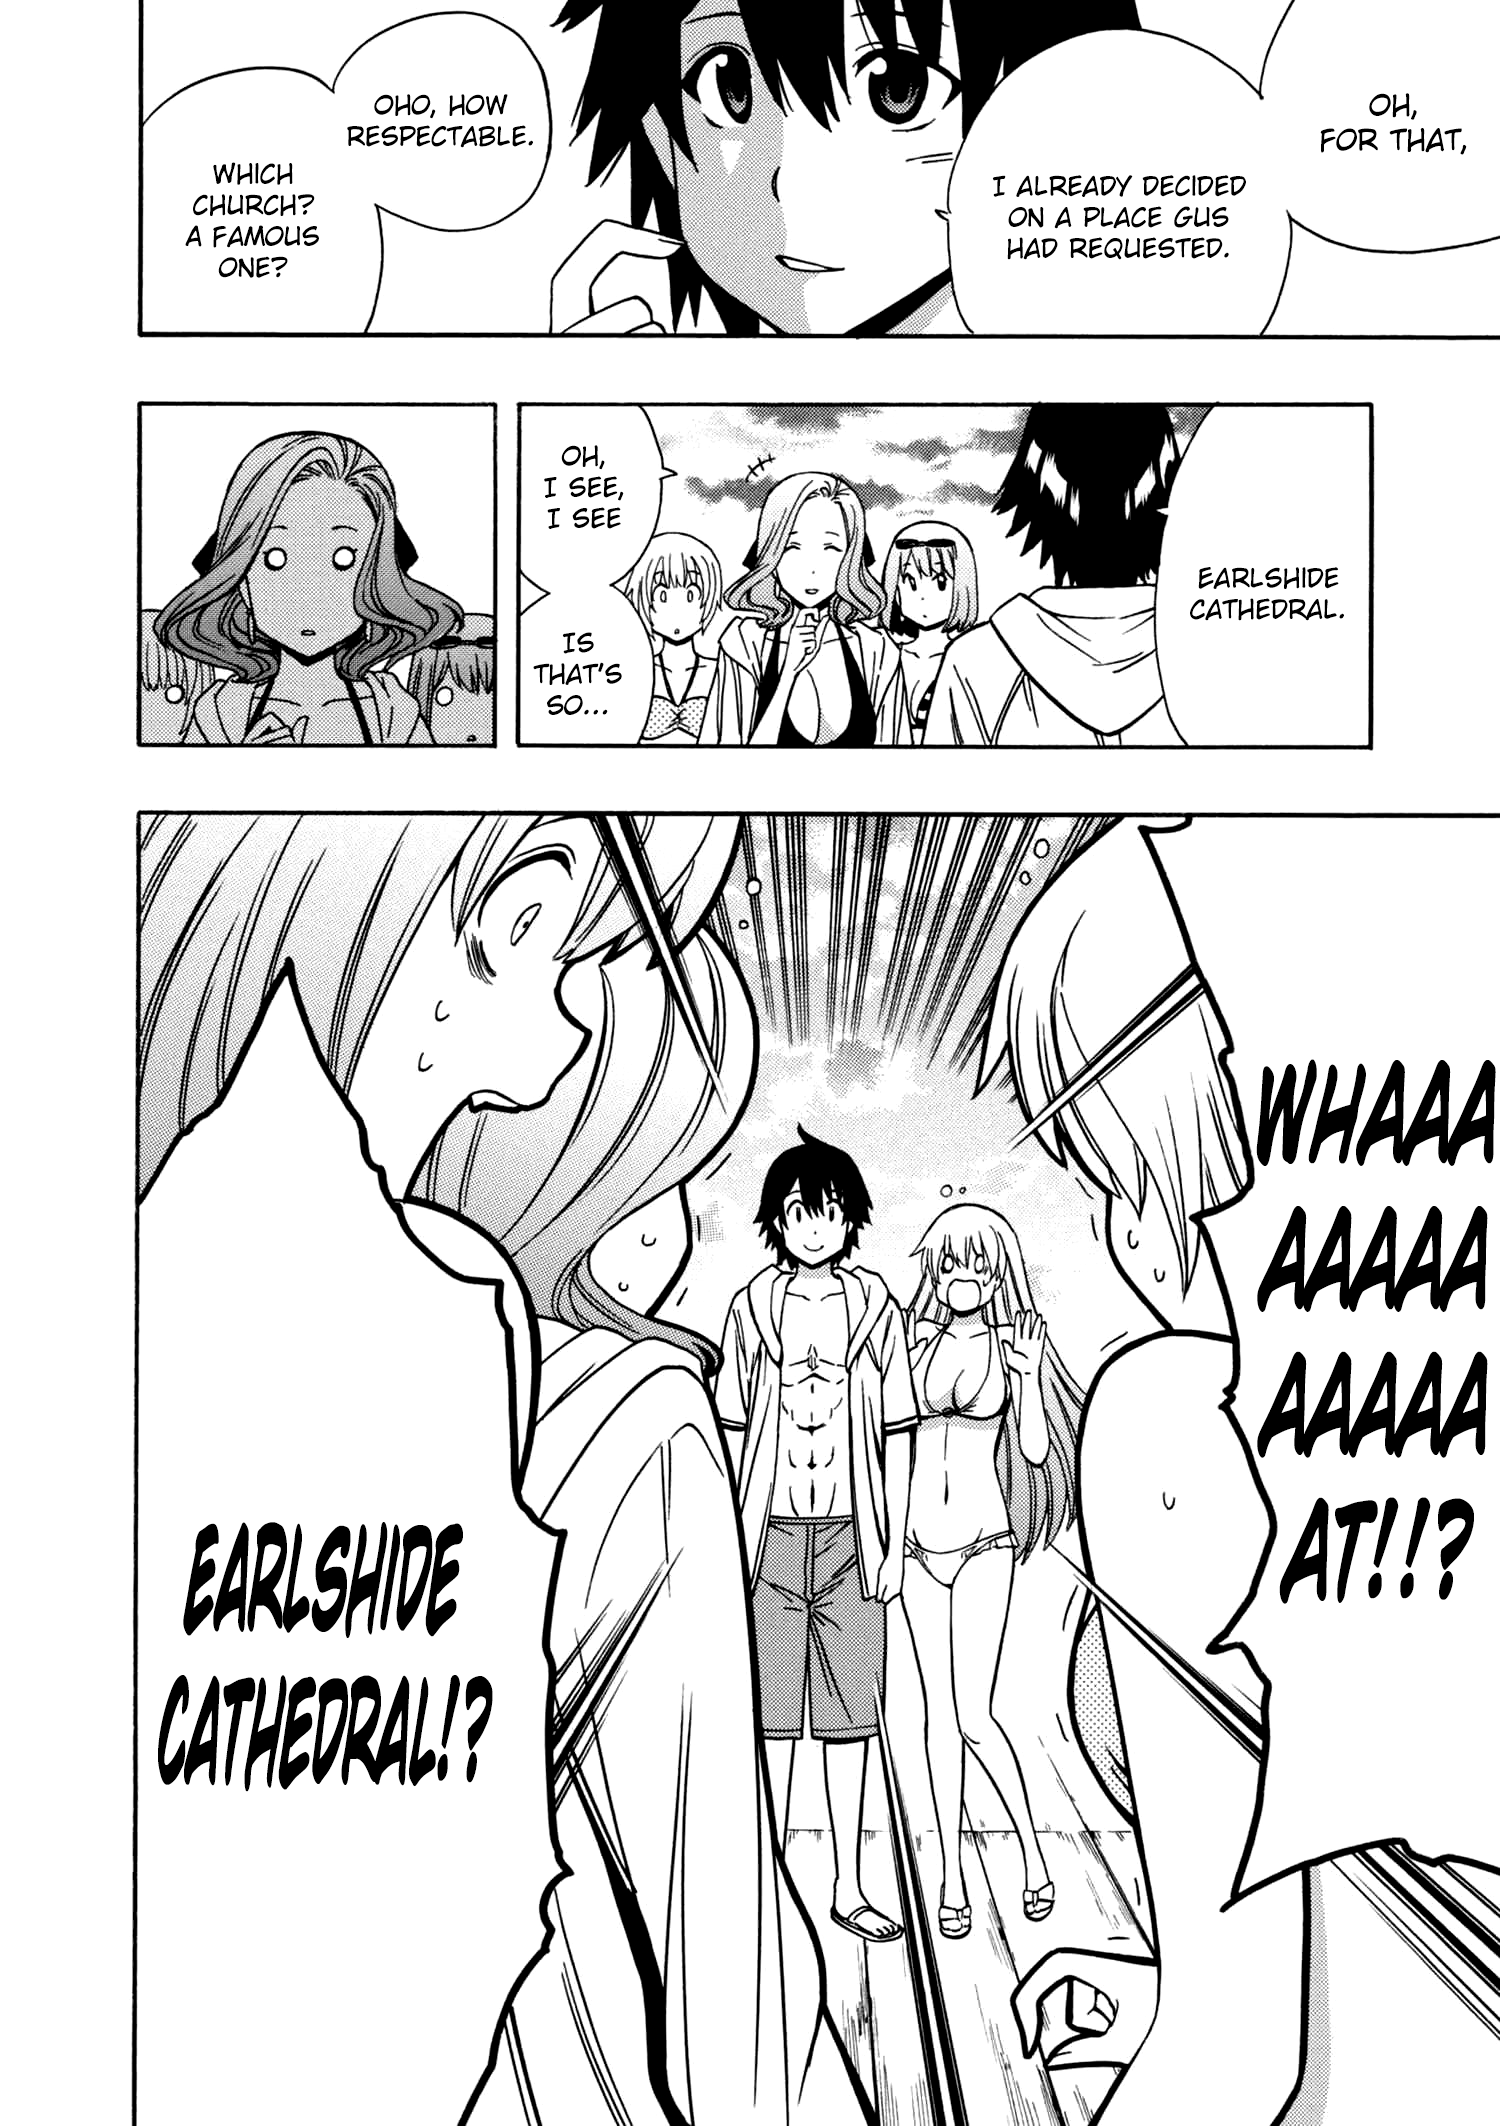 OH,
FOR THAT,
I ALREADY DECIDED
ON A PLACE GUS
HAD REQUESTED.
OHO, HOW
RESPECTABLE.
WHICH
CHURCH?
A FAMOUS
ONE?
EARLSHIDE
CATHEDRAL.
OH,
I SEE,
I SEE
IS
THAT'S
SO...
WHAAA
AAAAA
AAAAA
AT!!?
EARLSHIDE
CATHEDRAL!?